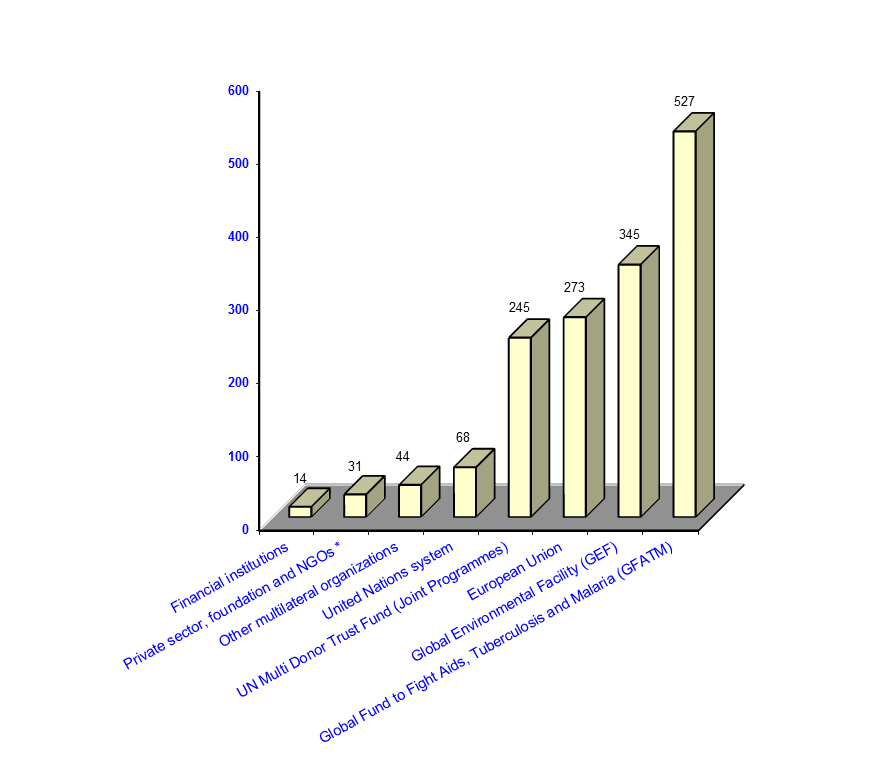 600
527
500
400
345
300
273
245
200
100
68
44
31
14
0
Financial institutions
Private sector, foundation and NGOs *
Other multilateral organizations
United Nations system
UN Multi Donor Trust Fund (Joint Programmes)
European Union
Global Environmental Facility (GEF)
Global Fund to Fight Aids, Tuberculosis and Malaria (GFATM)